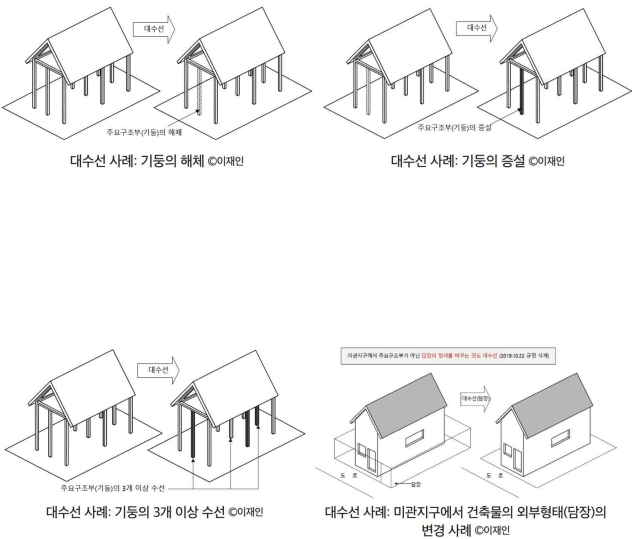 대수선
주요구조부(기둥)의 해체
대수선 사례: 기둥의 해체 ©이재인
대수선
주요구조부(기둥)의 증설
대수선 사례: 기둥의 증설 ©이재인
대수선
주요구조부(기둥)의 3개 이상 수선
대수선 사례: 기둥의 3개 이상 수선 ©이재인
미관지구에서 주요구조부가 아닌 담장의 형태를 바꾸는 것도 대수선 (2019.10.22 규정 삭제)
대수선(담장)
도 로
담장
도 로
대수선 사례: 미관지구에서 건축물의 외부형태(담장)의
변경 사례 ©이재인